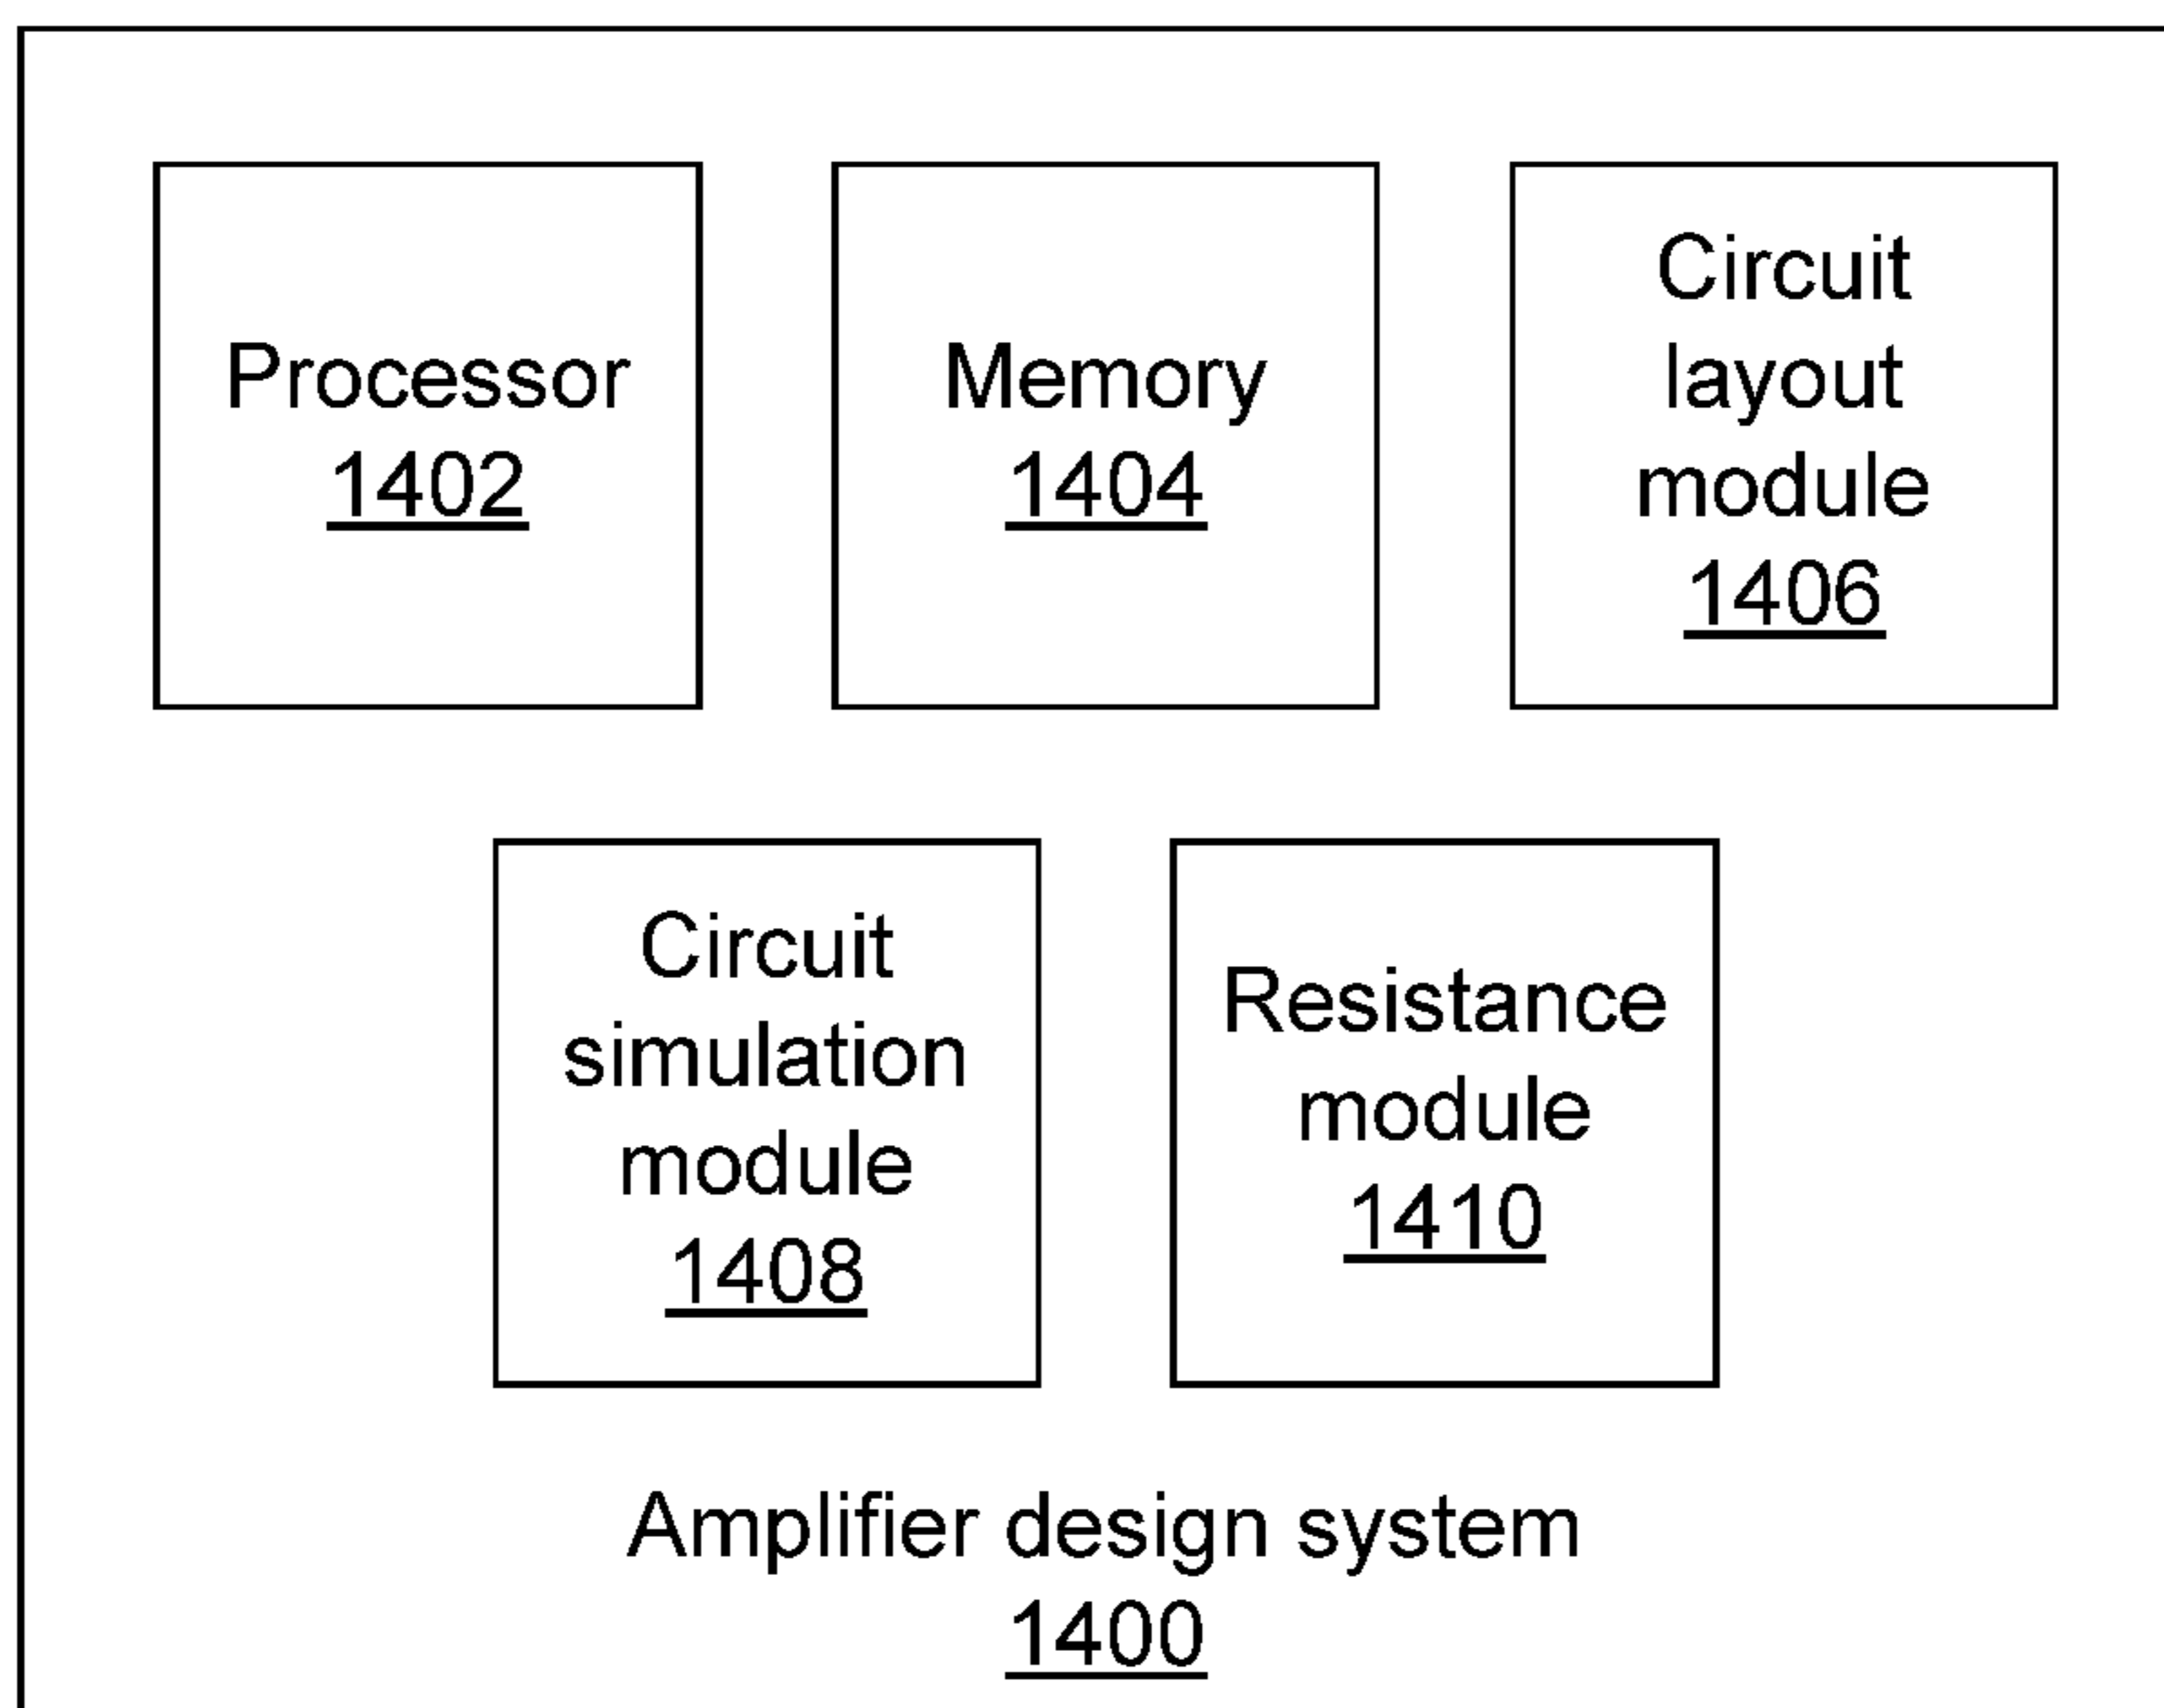 Processor
1402
Memory
1404
Circuit
layout
module
1406
Circuit
simulation
module
1408
Resistance
module
1410
Amplifier design system
1400